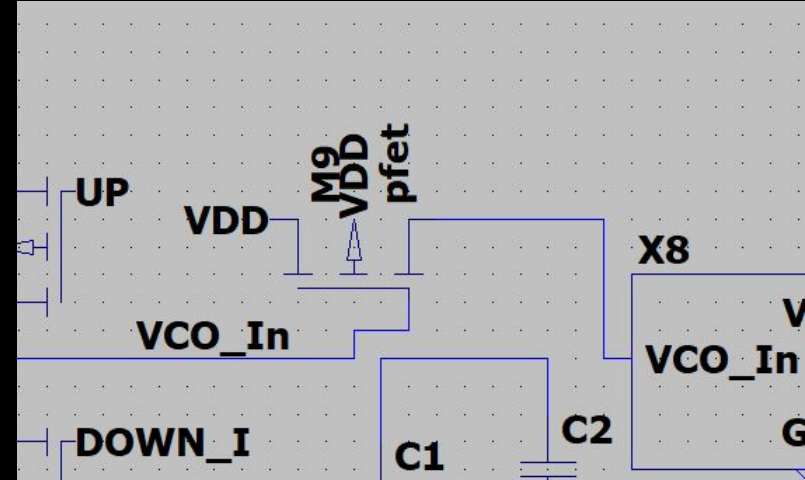 M9
VDD
pfet
UP
VDD
X8
VCO_In
VCO_In
DOWN_I
C1
C2